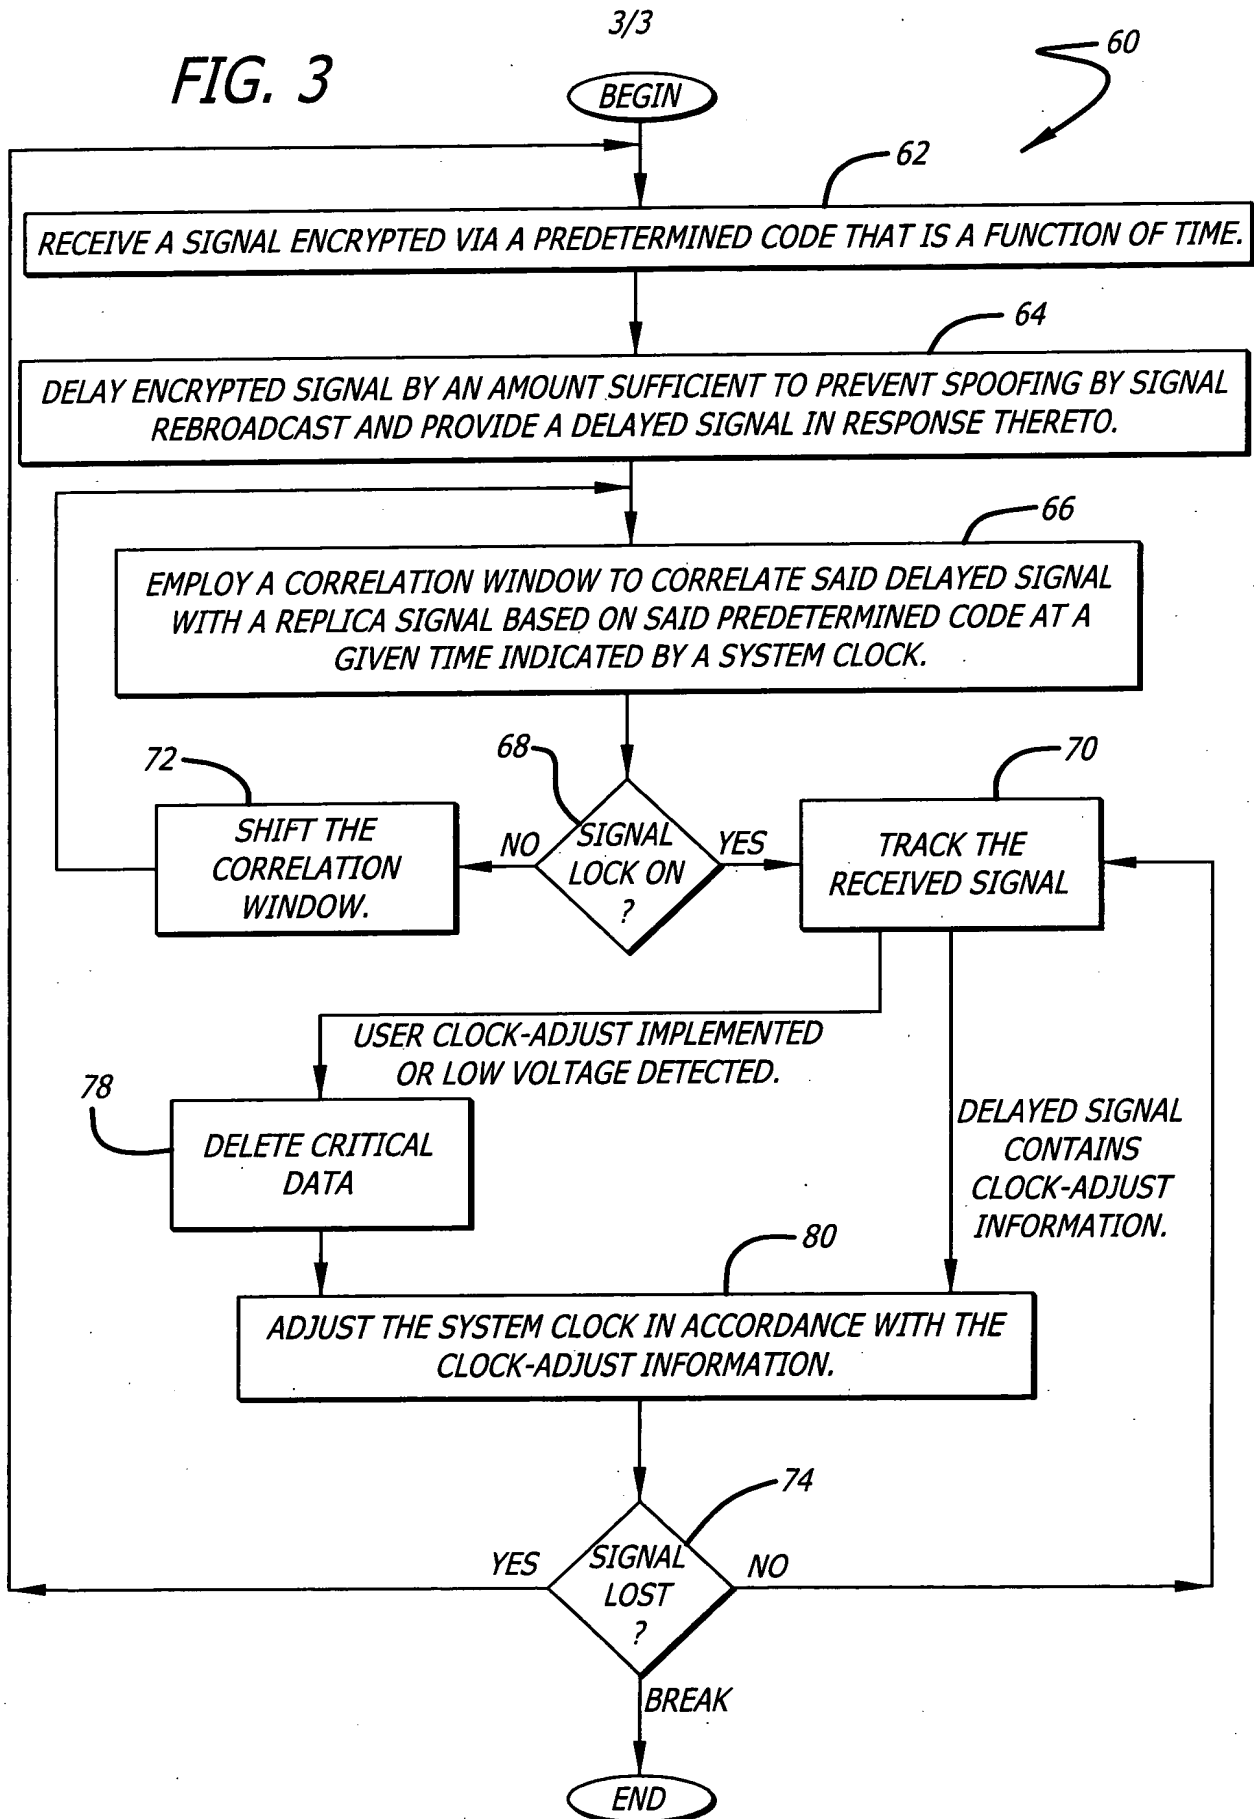 3/3
FIG. 3
60
BEGIN
62
RECEIVE A SIGNAL ENCRYPTED VIA A PREDETERMINED CODE THAT IS A FUNCTION OF TIME.
64
DELAY ENCRYPTED SIGNAL BY AN AMOUNT SUFFICIENT TO PREVENT SPOOFING BY SIGNAL
REBROADCAST AND PROVIDE A DELAYED SIGNAL IN RESPONSE THERETO.
66
EMPLOY A CORRELATION WINDOW TO CORRELATE SAID DELAYED SIGNAL
WITH A REPLICA SIGNAL BASED ON SAID PREDETERMINED CODE AT A
GIVEN TIME INDICATED BY A SYSTEM CLOCK.
72
SHIFT THE
CORRELATION
WINDOW.
NO
68
SIGNAL
LOCK ON
?
YES
70
TRACK THE
RECEIVED SIGNAL
USER CLOCK-ADJUST IMPLEMENTED
OR LOW VOLTAGE DETECTED.
78
DELETE CRITICAL
DATA
DELAYED SIGNAL
CONTAINS
CLOCK-ADJUST
INFORMATION.
80
ADJUST THE SYSTEM CLOCK IN ACCORDANCE WITH THE
CLOCK-ADJUST INFORMATION.
74
YES
SIGNAL
LOST
?
NO
BREAK
END